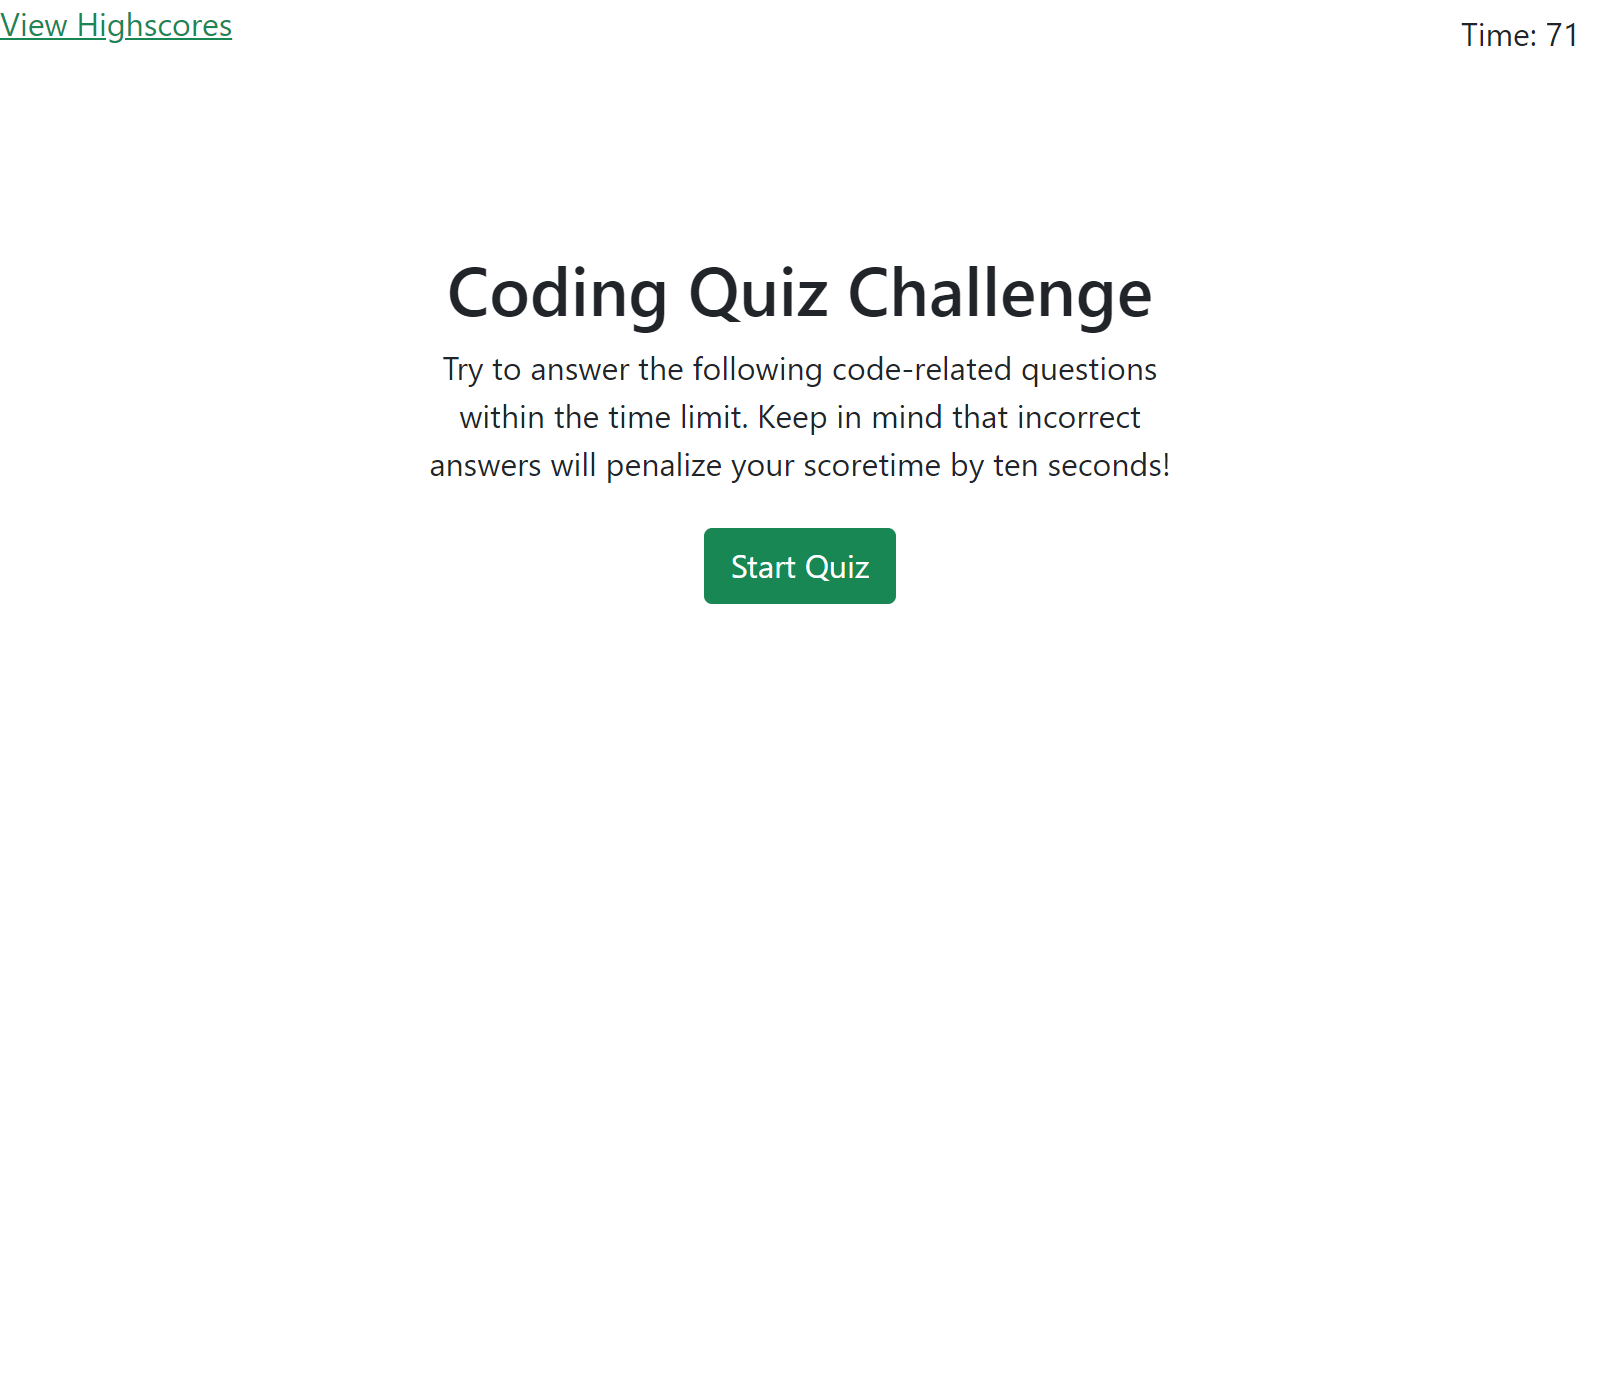 View Highscores
Time: 71
Coding Quiz Challenge
Try to answer the following code-related questions
within the time limit. Keep in mind that incorrect
answers will penalize your scoretime by ten seconds!
Start Quiz